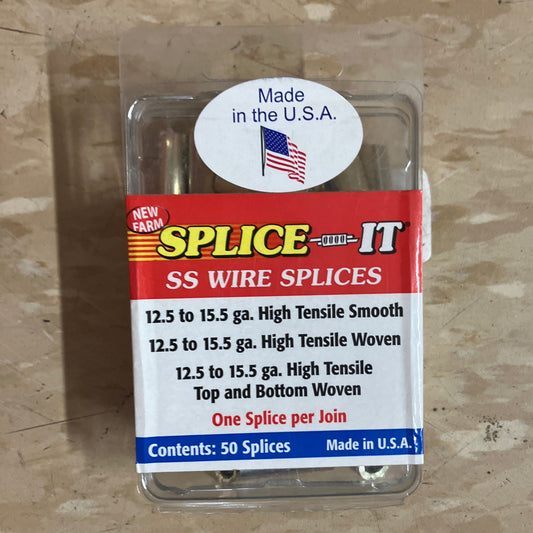 Made
in the U.S.A.
NEW
FARM
SPLICE IT
SS WIRE SPLICES
12.5 to 15.5 ga. High Tensile Smooth
12.5 to 15.5 ga. High Tensile Woven
12.5 to 15.5 ga. High Tensile
Top and Bottom Woven
One Splice per Join
Contents: 50 Splices Made in U.S.A.